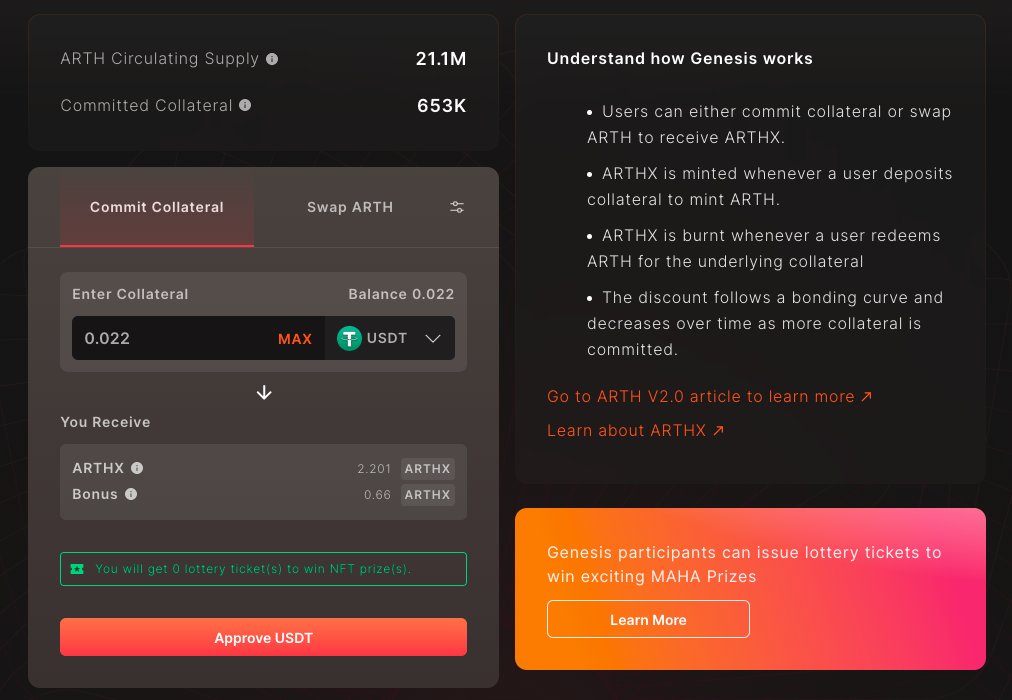 ARTH Circulating Supply 21.1M
Committed Collateral 653K
Commit Collateral Swap ARTH
Enter Collateral Balance 0.022
0.022 MAX USDT
You Receive
ARTHX 2.201 ARTHX
Bonus 0.66 ARTHX
You will get 0 lottery ticket(s) to win NFT prize(s).
Approve USDT
Understand how Genesis works
• Users can either commit collateral or swap
ARTH to receive ARTHX.
• ARTHX is minted whenever a user deposits
collateral to mint ARTH.
• ARTHX is burnt whenever a user redeems
ARTH for the underlying collateral
• The discount follows a bonding curve and
decreases over time as more collateral is
committed.
Go to ARTH V2.0 article to learn more ↗
Learn about ARTHX ↗
Genesis participants can issue lottery tickets to
win exciting MAHA Prizes
Learn More